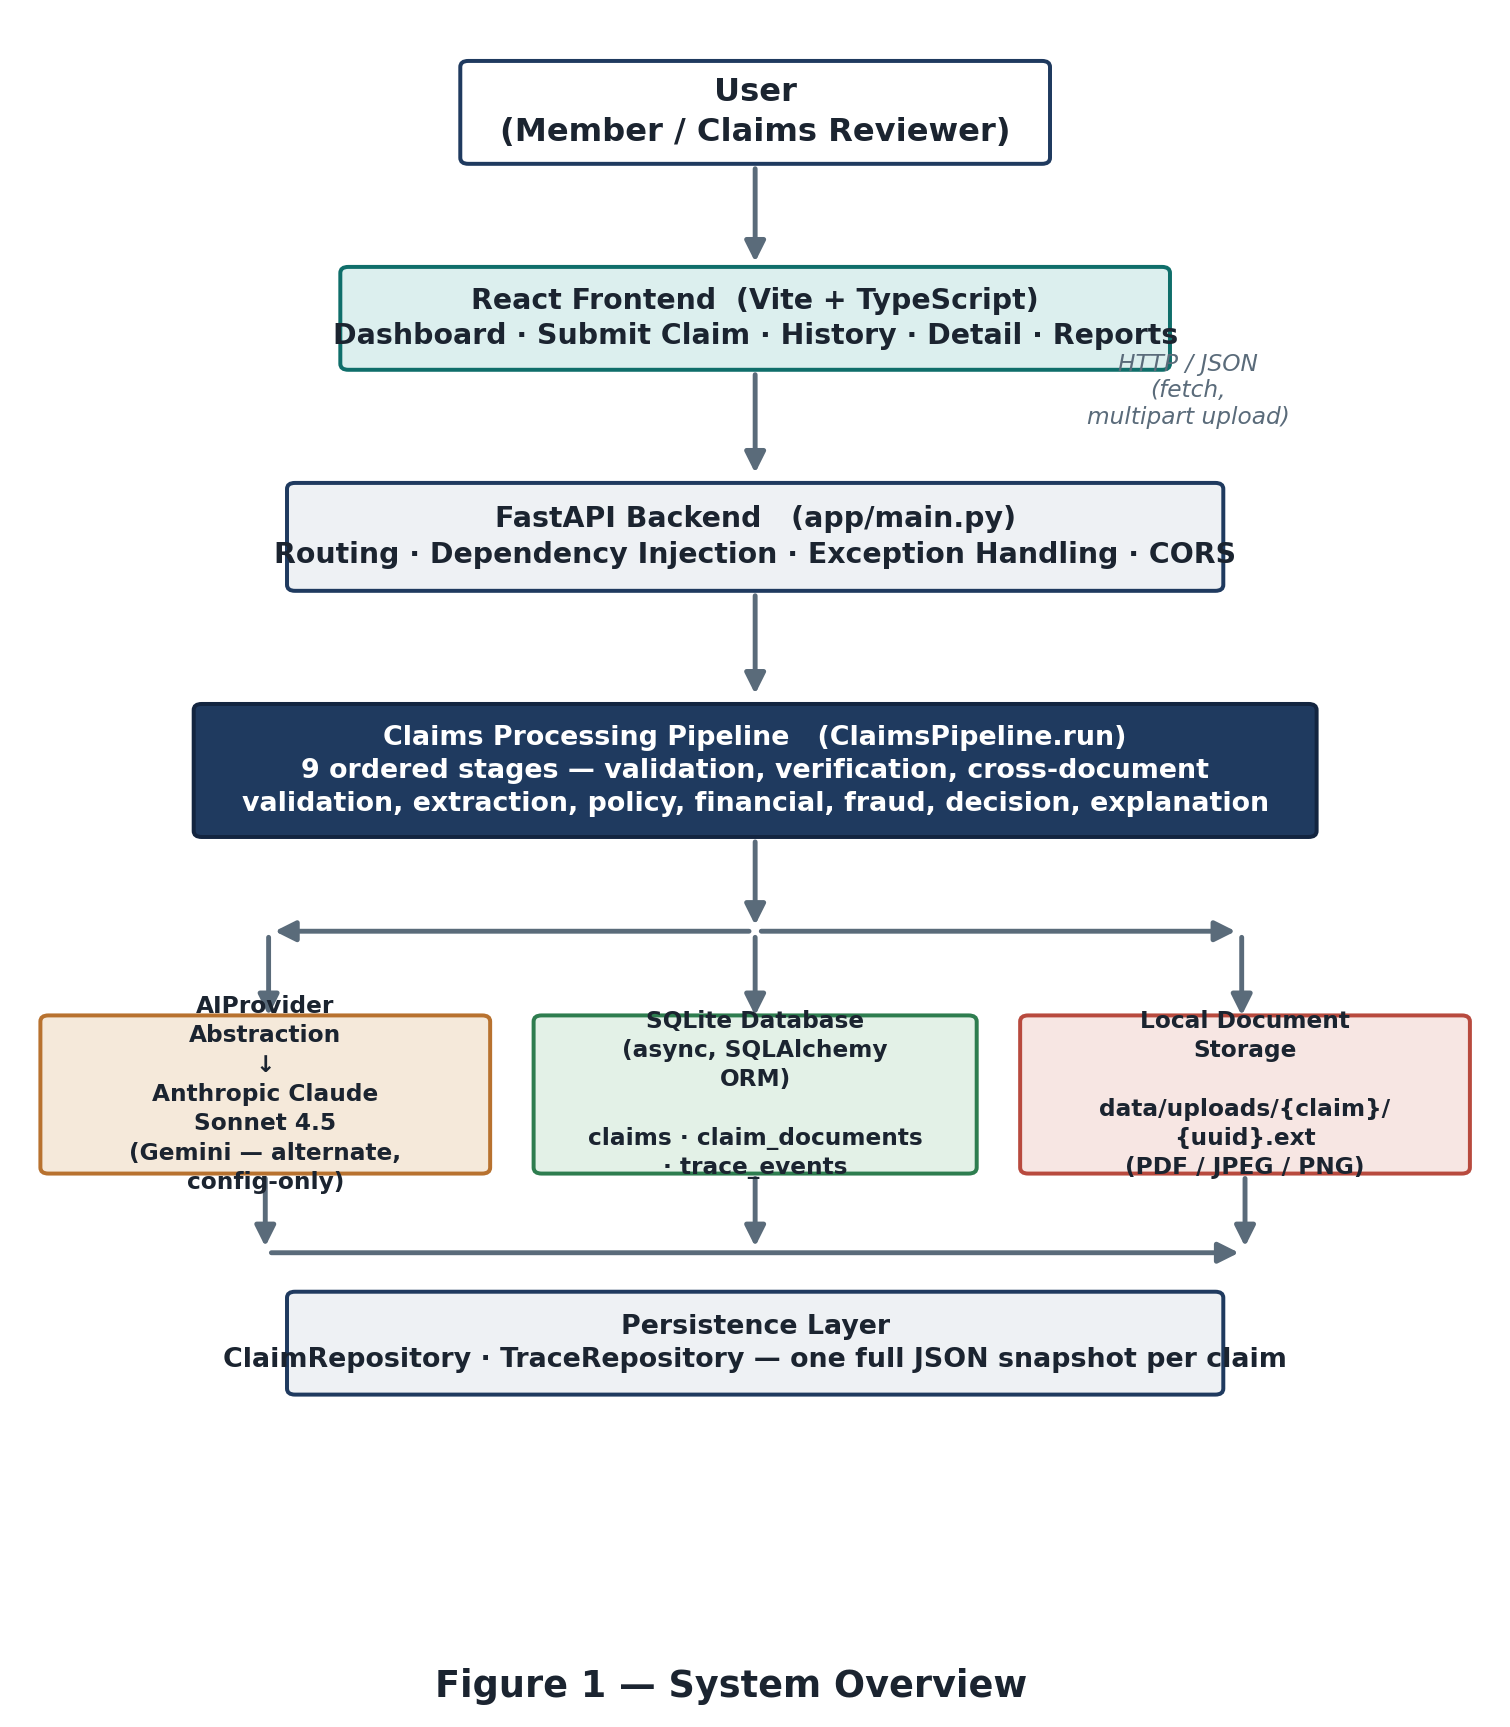 User
(Member / Claims Reviewer)
React Frontend  (Vite + TypeScript)
Dashboard · Submit Claim · History · Detail · Reports
HTTP / JSON
(fetch,
multipart upload)
FastAPI Backend   (app/main.py)
Routing · Dependency Injection · Exception Handling · CORS
Claims Processing Pipeline   (ClaimsPipeline.run)
9 ordered stages — validation, verification, cross-document
validation, extraction, policy, financial, fraud, decision, explanation
AIProvider
Abstraction
↓
Anthropic Claude
Sonnet 4.5
(Gemini — alternate,
config-only)
SQLite Database
(async, SQLAlchemy
ORM)
claims · claim_documents
· trace_events
Local Document
Storage
data/uploads/{claim}/
{uuid}.ext
(PDF / JPEG / PNG)
Persistence Layer
ClaimRepository · TraceRepository — one full JSON snapshot per claim
Figure 1 — System Overview